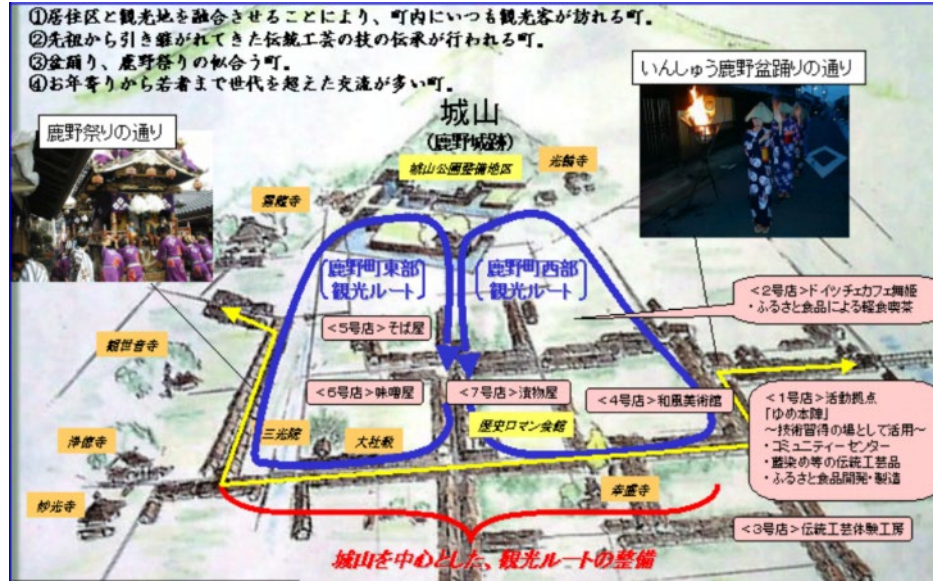 ①居住区と観光地を融合させることにより、町内にいつも観光客が訪れる町。
②先祖から引き継がれてきた伝統工芸の技の伝承が行われる町。
③盆踊り、鹿野祭りの似合う町。
④お年寄りから若者まで世代を超えた交流が多い町。
いんしゅう鹿野盆踊りの通り
鹿野祭りの通り
城山
(鹿野城跡)
城山公園整備地区
光輪寺
雲龍寺
鹿野町東部
観光ルート
鹿野町西部
観光ルート
<2号店>ドイツチェカフェ舞姫
・ふるさと食品による軽食喫茶
<5号店>そば屋
観世音寺
<6号店>味噌屋
<7号店>漬物屋
<4号店>和風美術館
<1号店>活動拠点
「ゆめ本陣」
~技術習得の場として活用~
・コミュニティーセンター
・藍染め等の伝統工芸品
・ふるさと食品開発・製造
歴史ロマン会館
三光院
大社教
浄徳寺
妙光寺
幸盛寺
<3号店>伝統工芸体験工房
城山を中心とした、観光ルートの整備